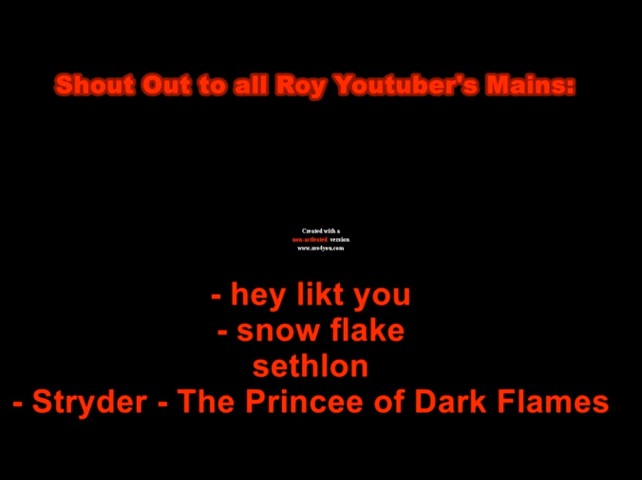 Shout Out to all Roy Youtuber's Mains:
Created with a
non-activated version
www.avs4you.com
- hey likt you
- snow flake
sethlon
- Stryder - The Princee of Dark Flames